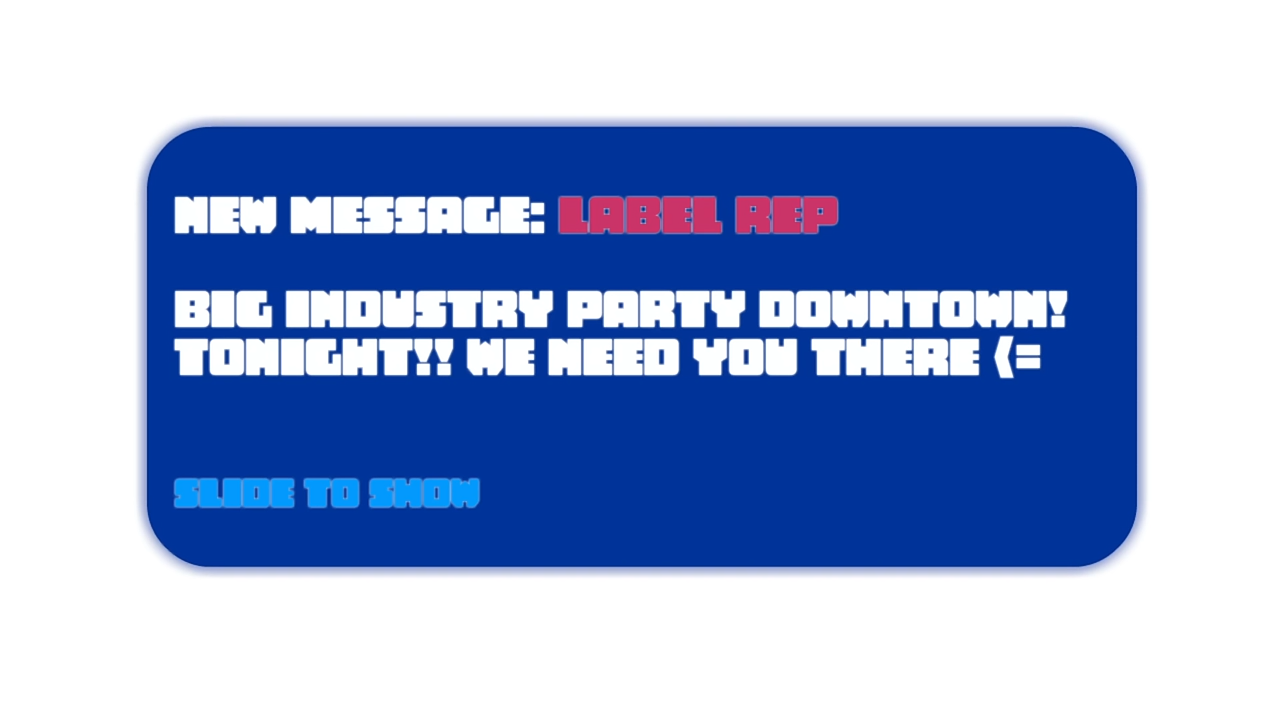 NEW MESSAGE: LABEL REP
BIG INDUSTRY PARTY DOWNTOWN!
TONIGHT!! WE NEED YOU THERE (=
SLIDE TO SHOW